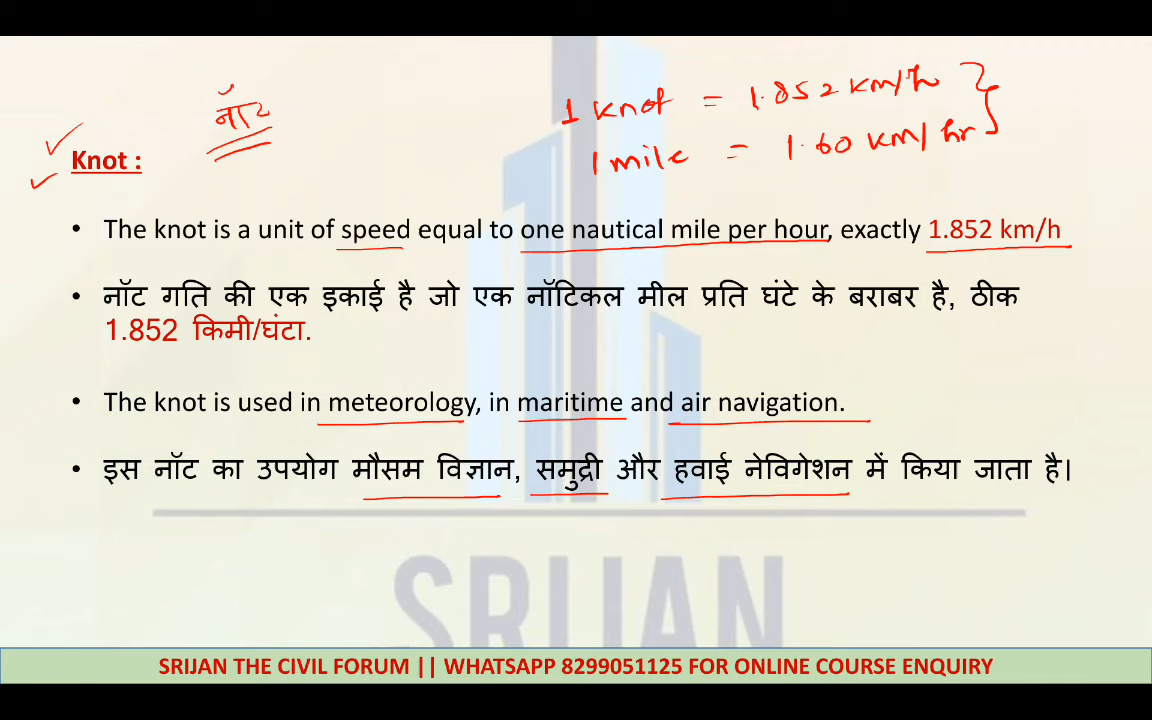 नॉट
1 knot = 1.852 km/h
1 mile = 1.60 km/hr
Knot :
• The knot is a unit of speed equal to one nautical mile per hour, exactly 1.852 km/h
• नॉट गति की एक इकाई है जो एक नॉटिकल मील प्रति घंटे के बराबर है, ठीक
1.852 किमी/घंटा.
• The knot is used in meteorology, in maritime and air navigation.
• इस नॉट का उपयोग मौसम विज्ञान, समुद्री और हवाई नेविगेशन में किया जाता है।
SRIJAN
SRIJAN THE CIVIL FORUM || WHATSAPP 8299051125 FOR ONLINE COURSE ENQUIRY